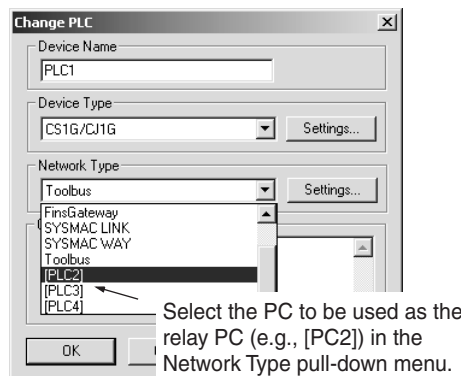 Change PLC
Device Name
PLC1
Device Type
CS1G/CJ1G
Settings...
Network Type
Toolbus
Settings...
FinsGateway
SYSMAC LINK
SYSMAC WAY
Toolbus
[PLC2]
[PLC3]
[PLC4]
Select the PC to be used as the
relay PC (e.g., [PC2]) in the
Network Type pull-down menu.
OK